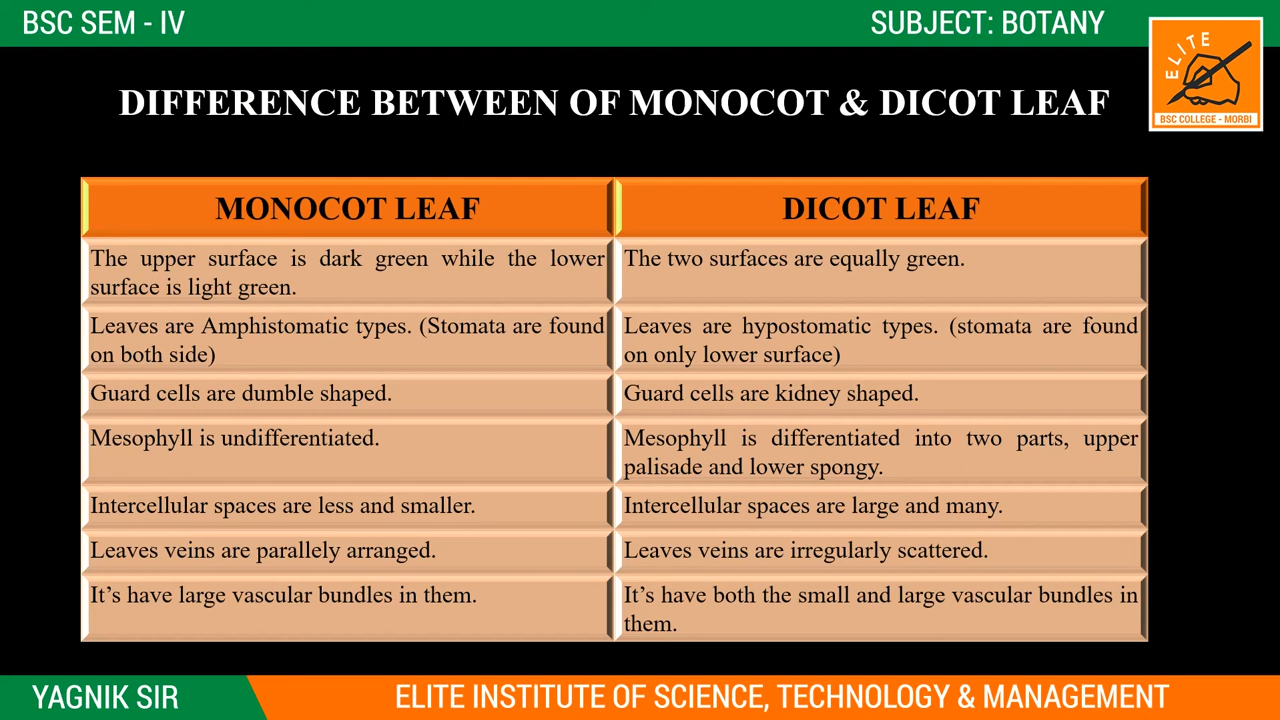 BSC SEM - IV
SUBJECT: BOTANY
ELITE
BSC COLLEGE - MORBI
DIFFERENCE BETWEEN OF MONOCOT & DICOT LEAF
MONOCOT LEAF
DICOT LEAF
The upper surface is dark green while the lower
surface is light green.
The two surfaces are equally green.
Leaves are Amphistomatic types. (Stomata are found
on both side)
Leaves are hypostomatic types. (stomata are found
on only lower surface)
Guard cells are dumble shaped.
Guard cells are kidney shaped.
Mesophyll is undifferentiated.
Mesophyll is differentiated into two parts, upper
palisade and lower spongy.
Intercellular spaces are less and smaller.
Intercellular spaces are large and many.
Leaves veins are parallely arranged.
Leaves veins are irregularly scattered.
It’s have large vascular bundles in them.
It’s have both the small and large vascular bundles in
them.
YAGNIK SIR
ELITE INSTITUTE OF SCIENCE, TECHNOLOGY & MANAGEMENT